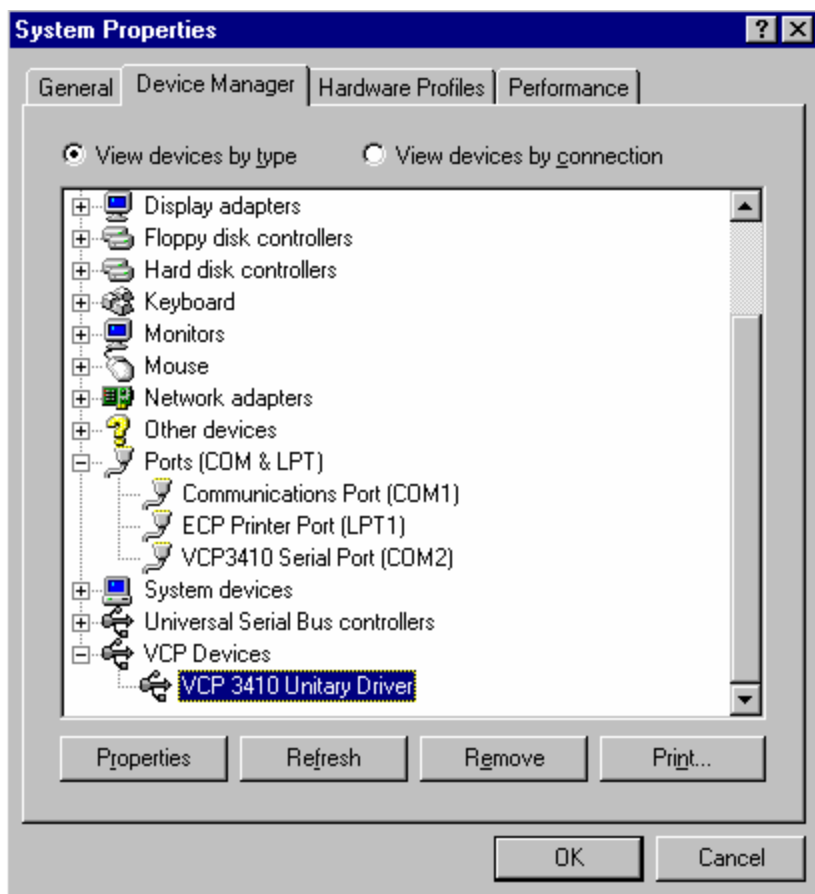 System Properties
General Device Manager Hardware Profiles Performance
View devices by type View devices by connection
Display adapters
Floppy disk controllers
Hard disk controllers
Keyboard
Monitors
Mouse
Network adapters
Other devices
Ports (COM & LPT)
Communications Port (COM1)
ECP Printer Port (LPT1)
VCP3410 Serial Port (COM2)
System devices
Universal Serial Bus controllers
VCP Devices
VCP 3410 Unitary Driver
Properties Refresh Remove Print...
OK Cancel